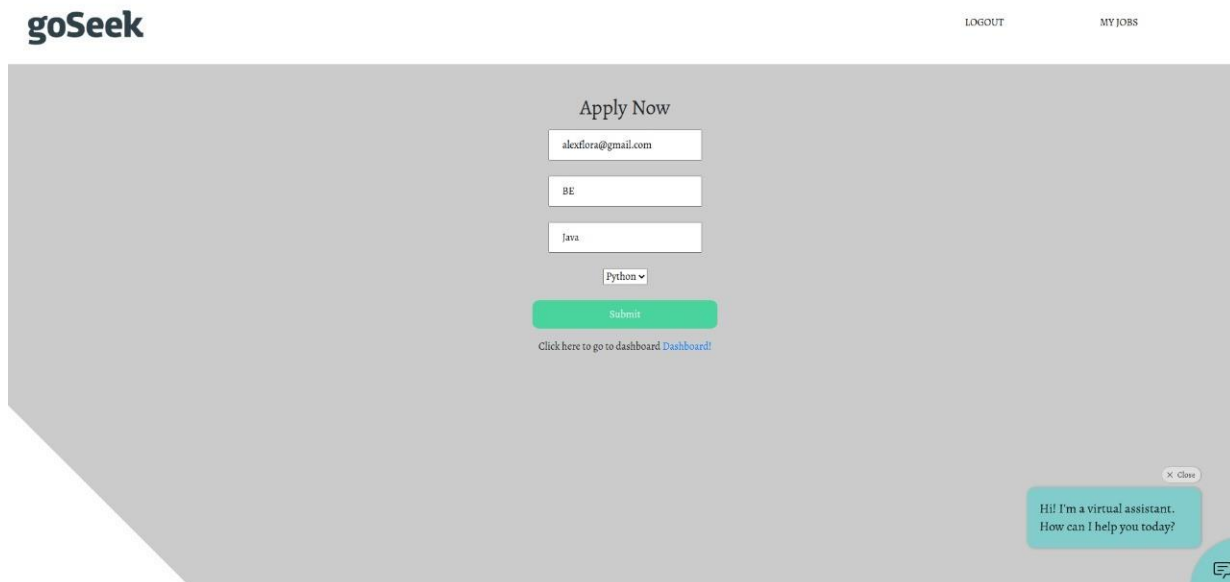 goSeek
LOGOUT
MY JOBS
Apply Now
alexflora@gmail.com
BE
Java
Python
Submit
Click here to go to dashboard Dashboard!
Close
Hi! I'm a virtual assistant.
How can I help you today?